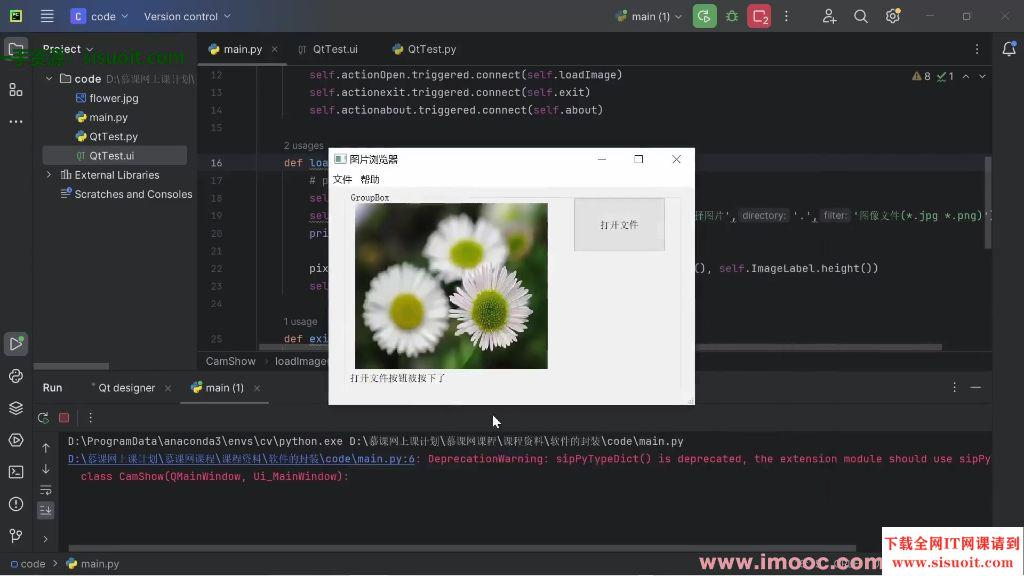 code
Version control
main (1)
2
Project
sisuoit.com
main.py
QtTest.ui
QtTest.py
code D:\慕课网上课计划\
flower.jpg
main.py
QtTest.py
QtTest.ui
External Libraries
Scratches and Consoles
8
1
12 self.actionOpen.triggered.connect(self.loadImage)
13 self.actionexit.triggered.connect(self.exit)
14 self.actionabout.triggered.connect(self.about)
15
2 usages
16 def loa
17 # p
18 sel
19 sel 择图片', directory: '.', filter: '图像文件(*.jpg *.png)')
20 pri
21
22 pix (), self.ImageLabel.height())
23 sel
24
1 usage
25 def exi
CamShow
loadImage
图片浏览器
文件 帮助
GroupBox
打开文件
打开文件按钮被按下了
Run
Qt designer
main (1)
D:\ProgramData\anaconda3\envs\cv\python.exe D:\慕课网上课计划\慕课网课程\课程资料\软件的封装\code\main.py
D:\慕课网上课计划\慕课网课程\课程资料\软件的封装\code\main.py:6: DeprecationWarning: sipPyTypeDict() is deprecated, the extension module should use sipPy
class CamShow(QMainWindow, Ui_MainWindow):
code
main.py
www.imooc.com
下载全网IT网课请到
www.sisuoit.com